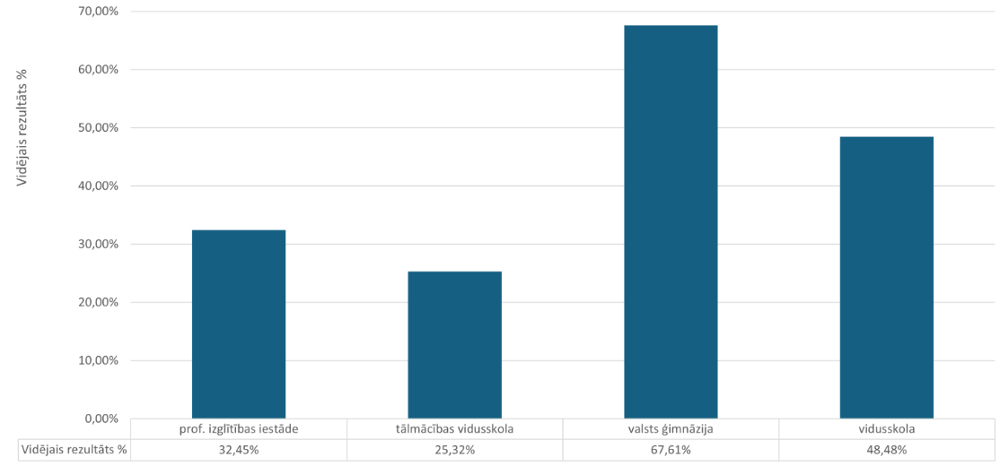 70,00%
60,00%
50,00%
40,00%
30,00%
20,00%
10,00%
0,00%
Vidējais rezultāts %
prof. izglītības iestāde tālmācības vidusskola valsts ģimnāzija vidusskola
Vidējais rezultāts % 32,45% 25,32% 67,61% 48,48%